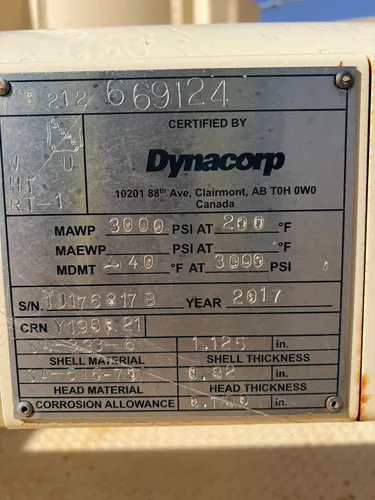 212 669124
CERTIFIED BY
W U
HT
RT-1
Dynacorp
10201 88th Ave, Clairmont, AB T0H 0W0
Canada
MAWP 3000 PSI AT 200 °F
MAEWP PSI AT °F
MDMT -40 °F AT 3000 PSI
S/N. YEAR 2017
CRN
1.125 in.
SHELL MATERIAL SHELL THICKNESS
in.
HEAD MATERIAL HEAD THICKNESS
CORROSION ALLOWANCE in.